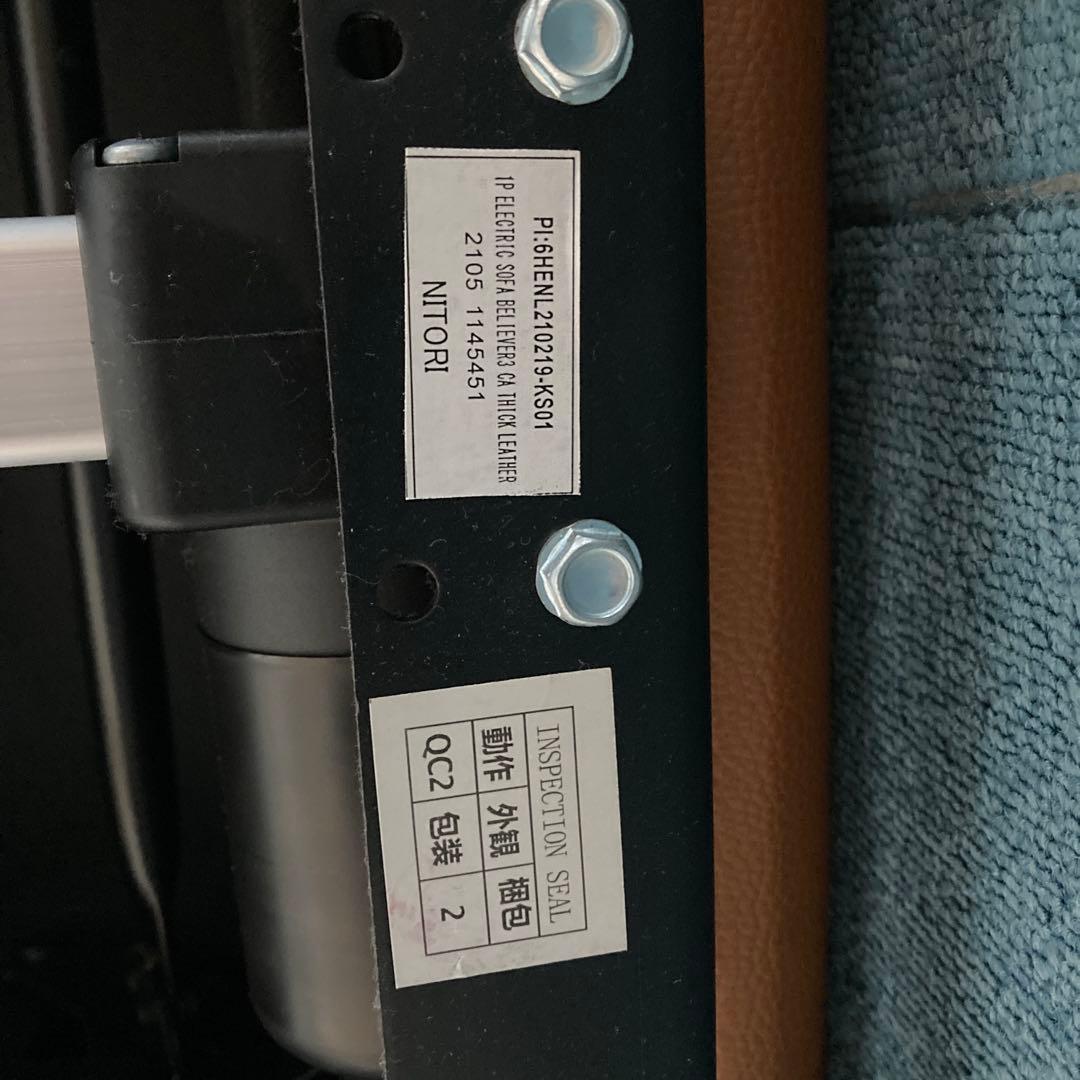 PI:6HENL210219-KS01
1P ELECTRIC SOFA BELIEVER3 CA THICK LEATHER
2105 1145451
NITORI
INSPECTION SEAL
動作 外観 梱包
QC2 包装 2